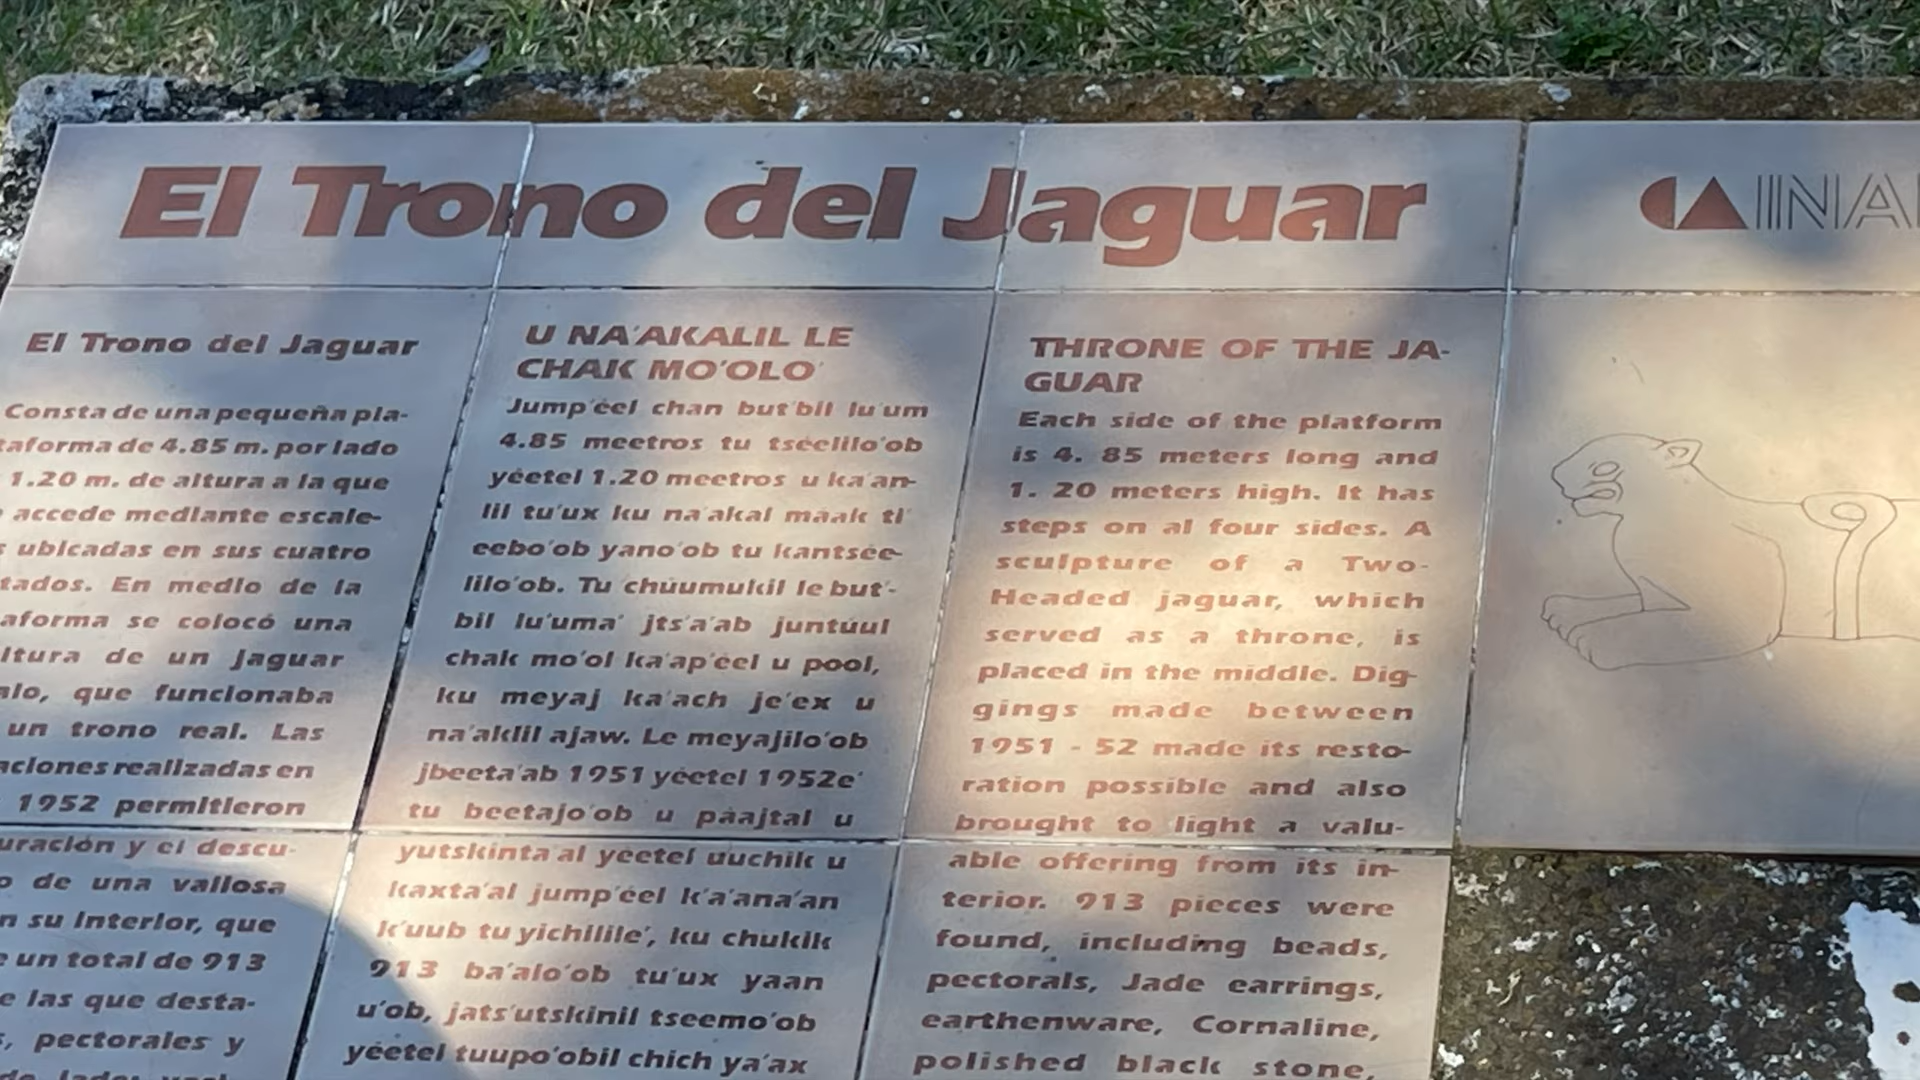 El Trono del Jaguar
INA
El Trono del Jaguar
Consta de una pequeña pla-
taforma de 4.85 m. por lado
1.20 m. de altura a la que
accede mediante escale-
s ubicadas en sus cuatro
tados. En medio de la
aforma se colocó una
ltura de un jaguar
alo, que funcionaba
un trono real. Las
aciones realizadas en
1952 permitieron
uración y el descu-
o de una valiosa
n su interior, que
e un total de 913
e las que desta-
s, pectorales y
U NA'AKALIL LE
CHAK MO'OLO'
Jump'éel chan but'bil lu'um
4.85 meetros tu tséelilo'ob
yéetel 1.20 meetros u ka'an-
lil tu'ux ku na'akal máak ti'
eebo'ob yano'ob tu kantsée-
lilo'ob. Tu chúumukil le but'-
bil lu'uma' jts'a'ab juntúul
chak mo'ol ka'ap'éel u pool,
ku meyaj ka'ach je'ex u
na'aklil ajaw. Le meyajilo'ob
jbeeta'ab 1951 yéetel 1952e'
tu beetajo'ob u páajtal u
yutskinta'al yéetel uuchik u
kaxta'al jump'éel k'a'ana'an
k'uub tu yichilile', ku chukik
913 ba'alo'ob tu'ux yaan
u'ob, jats'utskinil tseemo'ob
yéetel tuupo'obil chich ya'ax
THRONE OF THE JA-
GUAR
Each side of the platform
is 4. 85 meters long and
1. 20 meters high. It has
steps on al four sides. A
sculpture of a Two-
Headed jaguar, which
served as a throne, is
placed in the middle. Dig-
gings made between
1951 - 52 made its resto-
ration possible and also
brought to light a valu-
able offering from its in-
terior. 913 pieces were
found, including beads,
pectorals, Jade earrings,
earthenware, Cornaline,
polished black stone,